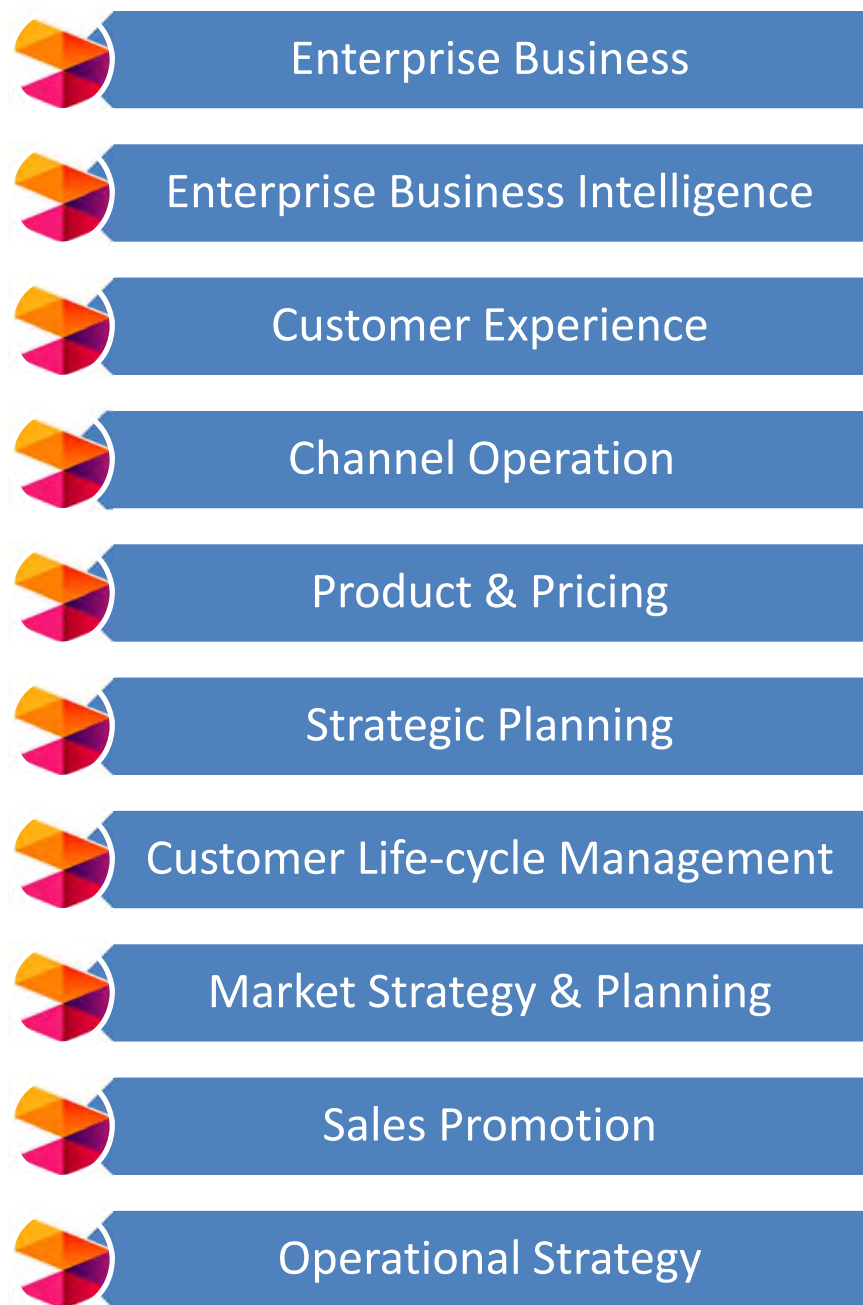 Enterprise Business
Enterprise Business Intelligence
Customer Experience
Channel Operation
Product & Pricing
Strategic Planning
Customer Life-cycle Management
Market Strategy & Planning
Sales Promotion
Operational Strategy